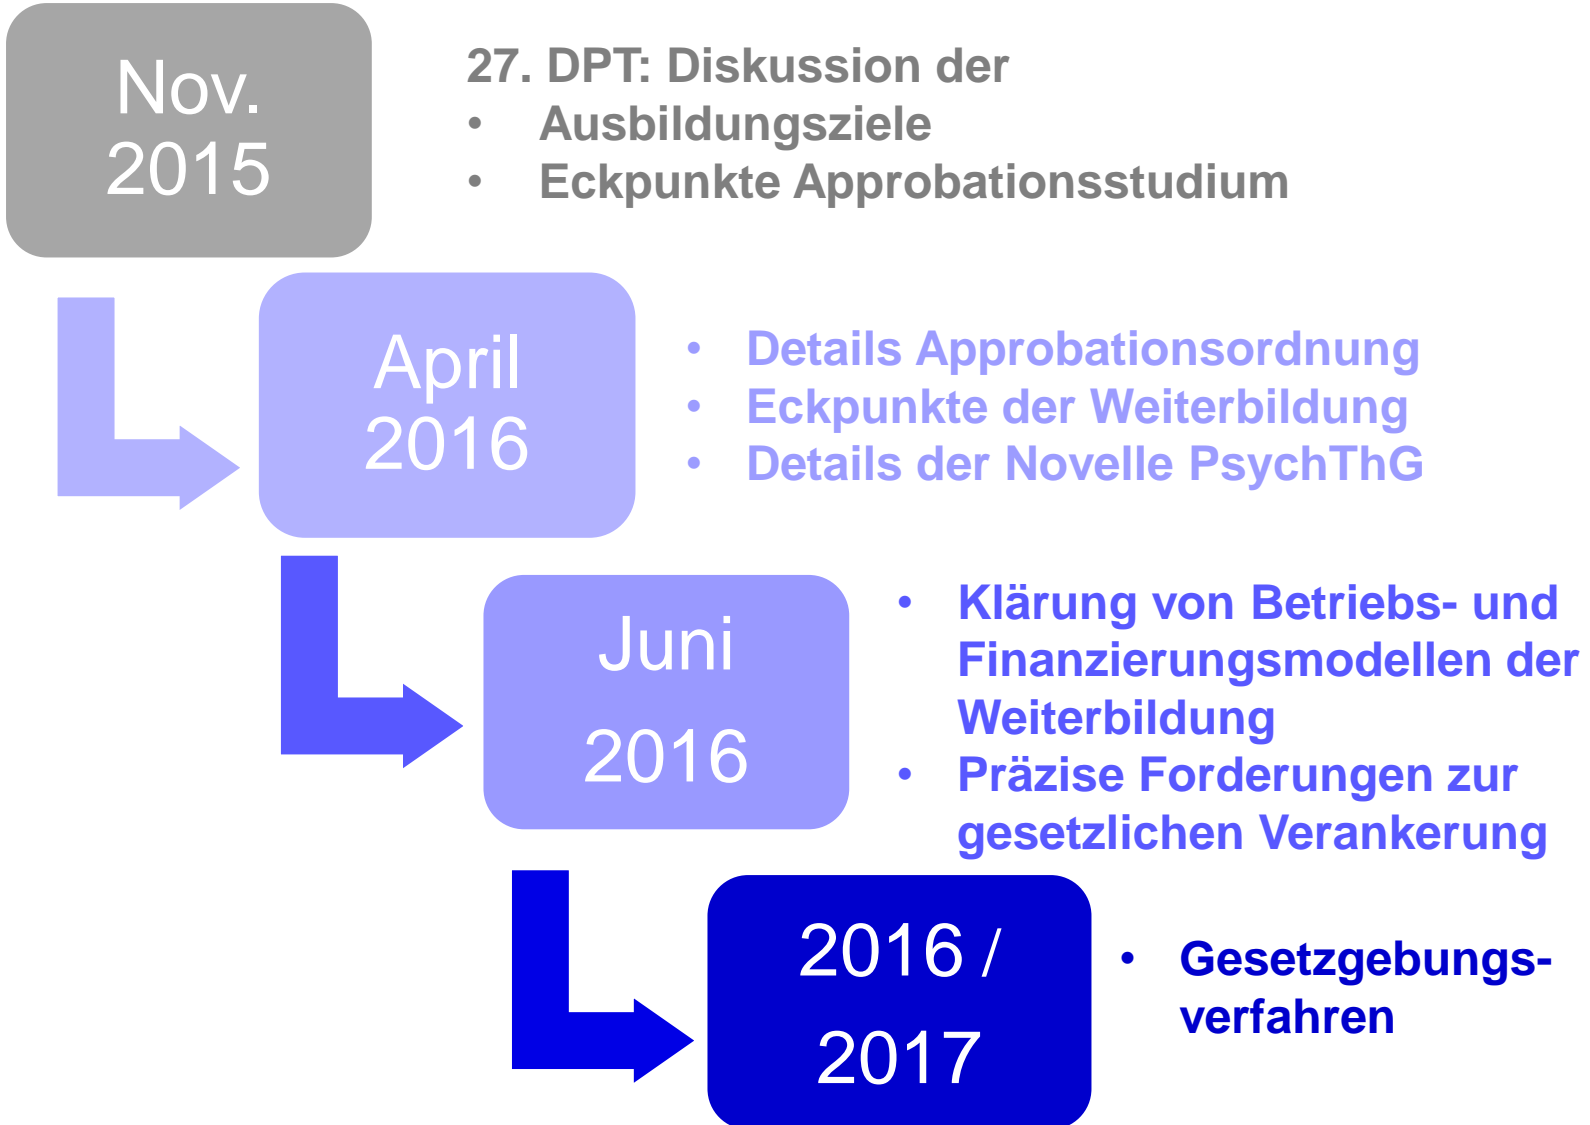 Nov.
2015
27. DPT: Diskussion der
• Ausbildungsziele
• Eckpunkte Approbationsstudium
April
2016
• Details Approbationsordnung
• Eckpunkte der Weiterbildung
• Details der Novelle PsychThG
Juni
2016
• Klärung von Betriebs- und
Finanzierungsmodellen der
Weiterbildung
• Präzise Forderungen zur
gesetzlichen Verankerung
2016 /
2017
• Gesetzgebungs-
verfahren